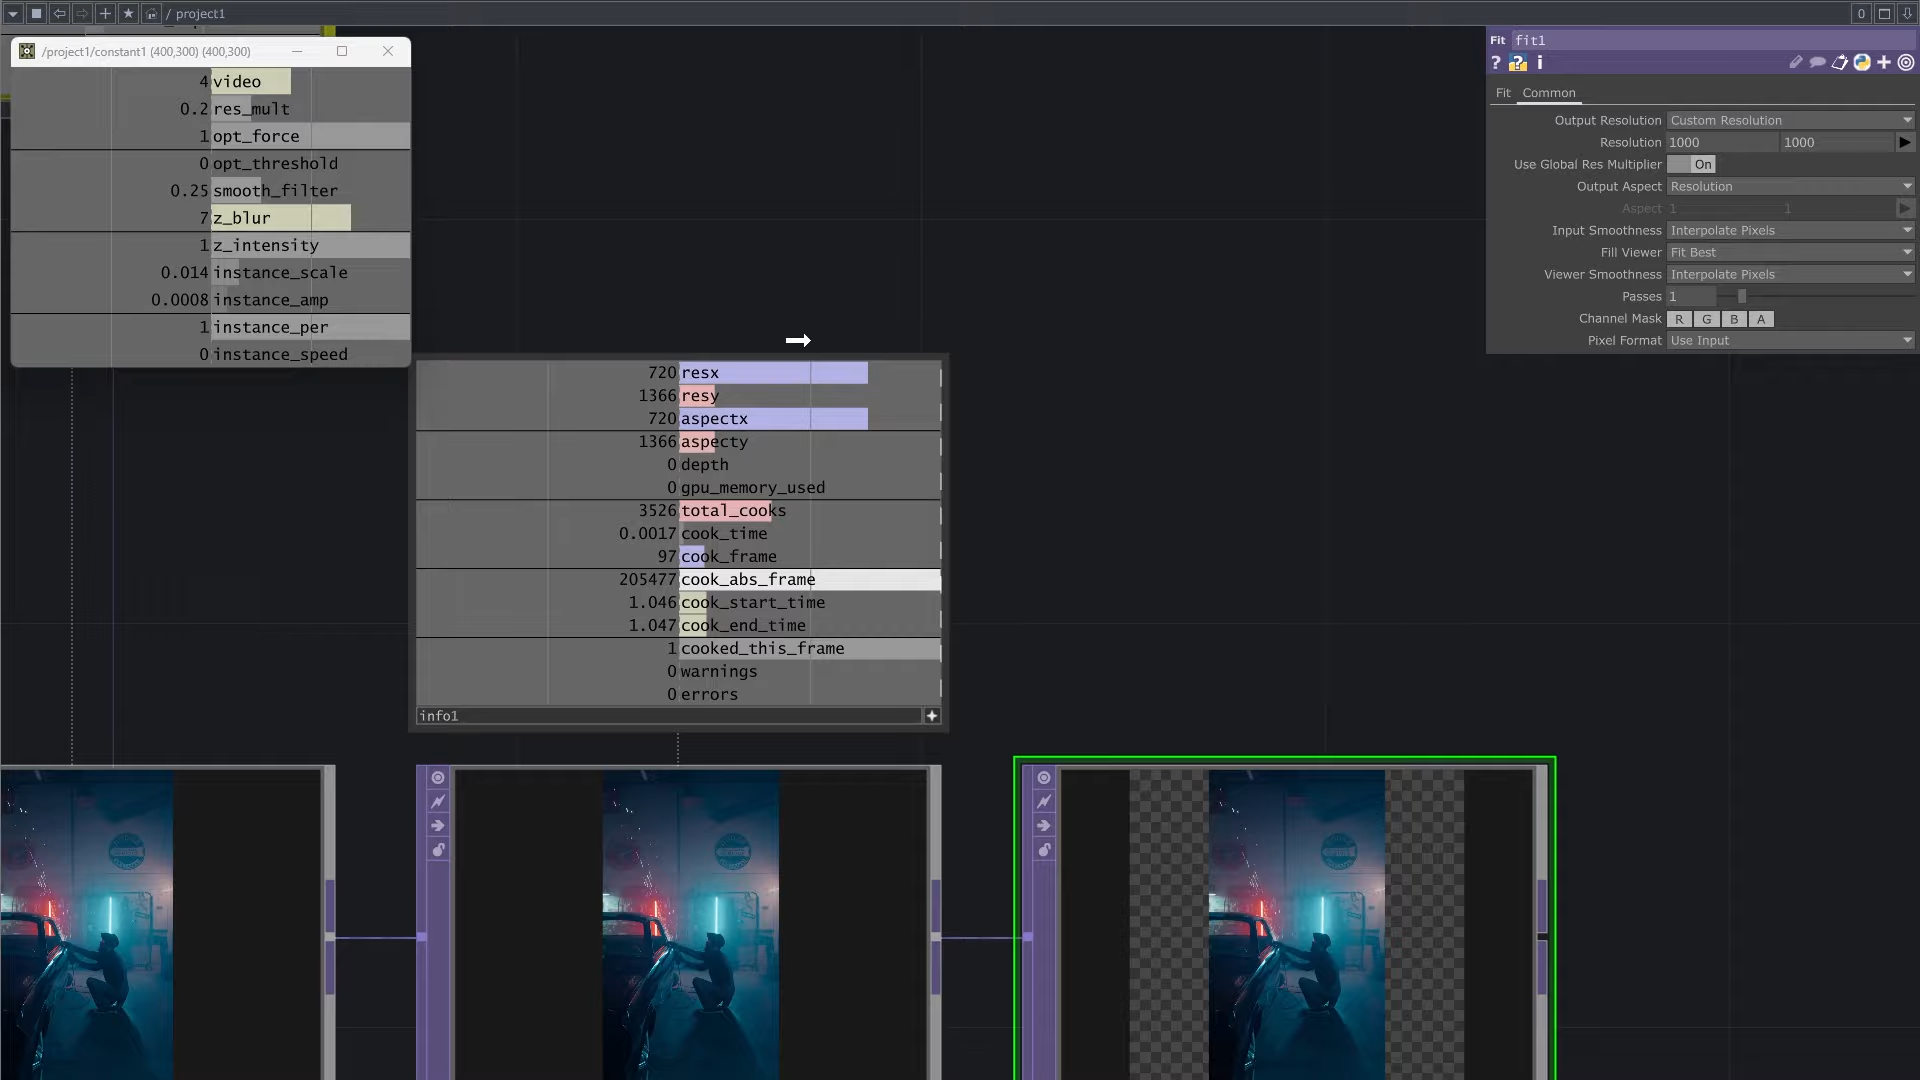 / project1
0
/project1/constant1 (400,300) (400,300)
4 video
0.2 res_mult
1 opt_force
0 opt_threshold
0.25 smooth_filter
7 z_blur
1 z_intensity
0.014 instance_scale
0.0008 instance_amp
1 instance_per
0 instance_speed
720 resx
1366 resy
720 aspectx
1366 aspecty
0 depth
0 gpu_memory_used
3526 total_cooks
0.0017 cook_time
97 cook_frame
205477 cook_abs_frame
1.046 cook_start_time
1.047 cook_end_time
1 cooked_this_frame
0 warnings
0 errors
info1
Fit fit1
? ? i
Fit Common
Output Resolution Custom Resolution
Resolution 1000 1000
Use Global Res Multiplier On
Output Aspect Resolution
Aspect 1 1
Input Smoothness Interpolate Pixels
Fill Viewer Fit Best
Viewer Smoothness Interpolate Pixels
Passes 1
Channel Mask R G B A
Pixel Format Use Input